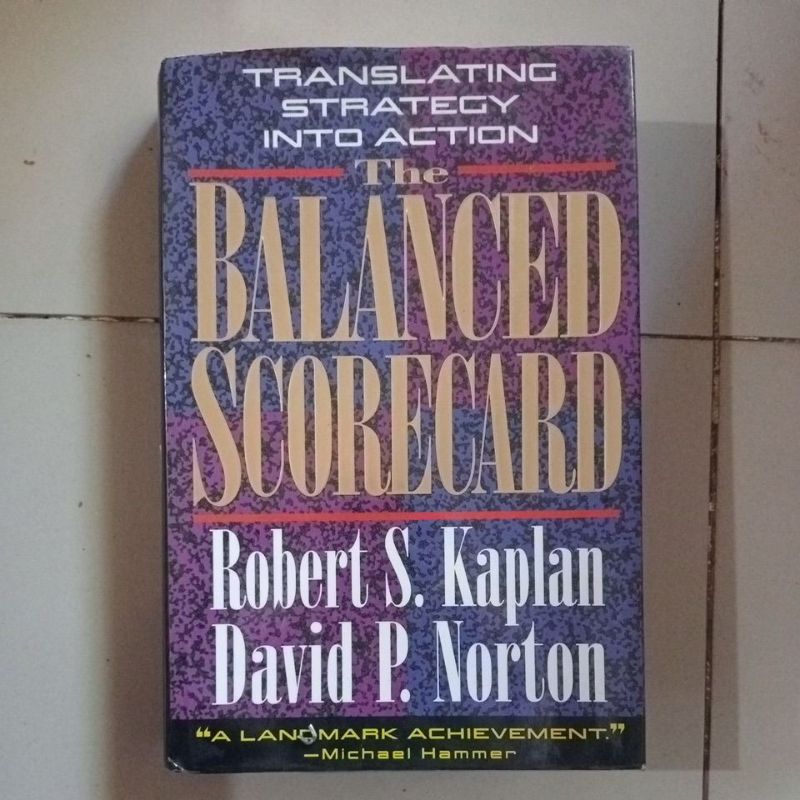 TRANSLATING
STRATEGY
INTO ACTION
The
BALANCED
SCORECARD
Robert S. Kaplan
David P. Norton
“A LANDMARK ACHIEVEMENT.”
—Michael Hammer